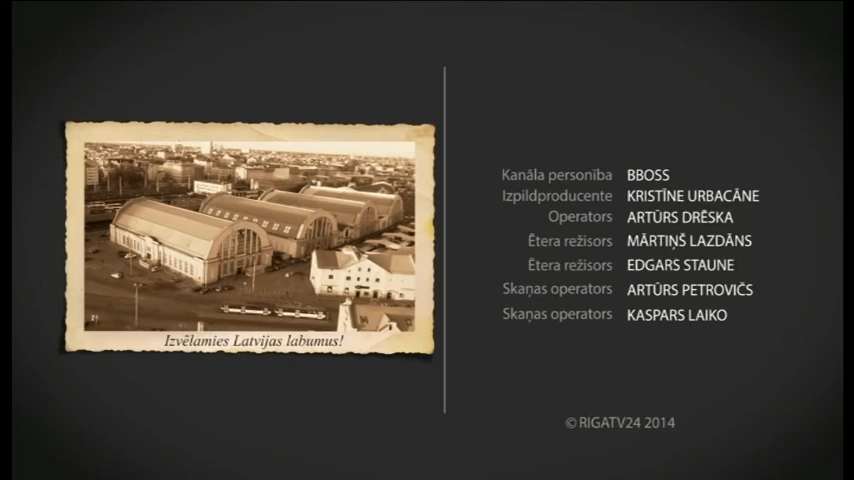 Izvēlamies Latvijas labumus!
Kanāla personība BBOSS
Izpildproducente KRISTĪNE URBACĀNE
Operators ARTŪRS DRĒSKA
Ētera režisors MĀRTIŅŠ LAZDĀNS
Ētera režisors EDGARS STAUNE
Skaņas operators ARTŪRS PETROVIČS
Skaņas operators KASPARS LAIKO
© RIGATV24 2014